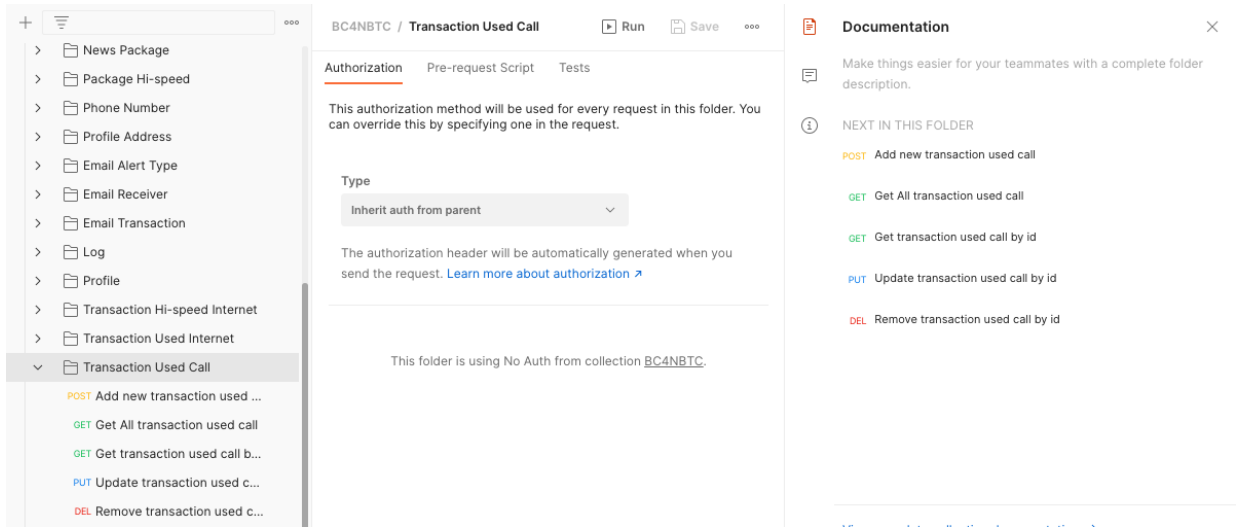 News Package
Package Hi-speed
Phone Number
Profile Address
Email Alert Type
Email Receiver
Email Transaction
Log
Profile
Transaction Hi-speed Internet
Transaction Used Internet
Transaction Used Call
POST Add new transaction used ...
GET Get All transaction used call
GET Get transaction used call b...
PUT Update transaction used c...
DEL Remove transaction used c...
BC4NBTC / Transaction Used Call
Run
Save
Authorization
Pre-request Script
Tests
This authorization method will be used for every request in this folder. You
can override this by specifying one in the request.
Type
Inherit auth from parent
The authorization header will be automatically generated when you
send the request. Learn more about authorization ↗
This folder is using No Auth from collection BC4NBTC.
Documentation
Make things easier for your teammates with a complete folder
description.
NEXT IN THIS FOLDER
POST Add new transaction used call
GET Get All transaction used call
GET Get transaction used call by id
PUT Update transaction used call by id
DEL Remove transaction used call by id